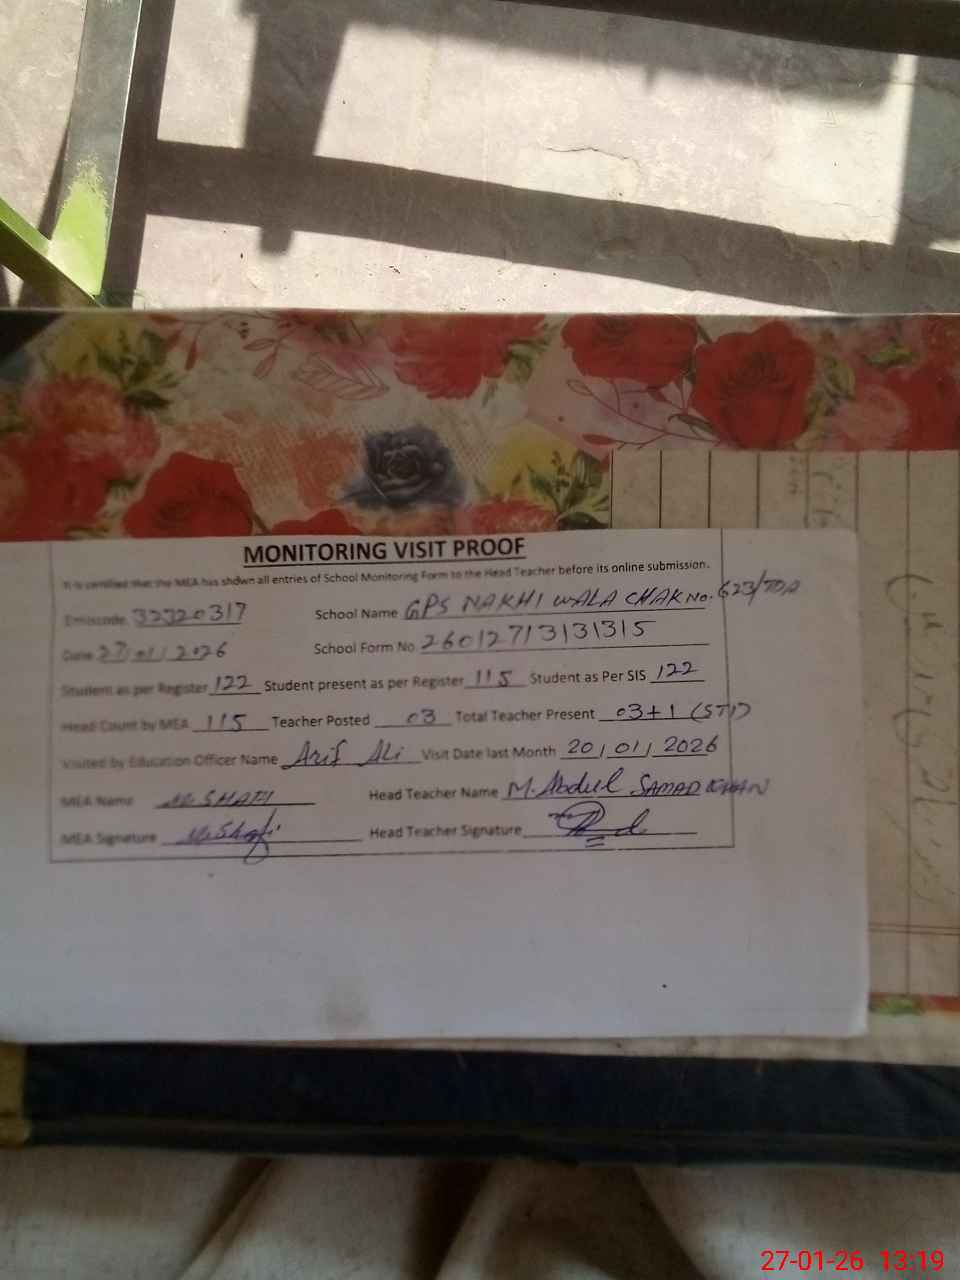 MONITORING VISIT PROOF
It is certified that the MEA has shown all entries of School Monitoring Form to the Head Teacher before its online submission.
Emiscode 32320317 School Name GPS NAKHI WALA CHAK No. 623/TDA
Date 27/01/2026 School Form No 26012713131315
Student as per Register 122 Student present as per Register 115 Student as Per SIS 122
Head Count by MEA 115 Teacher Posted 03 Total Teacher Present 03+1 (STI)
Visited by Education Officer Name Arif Ali Visit Date last Month 20/01/2026
MEA Name M. SHAFI Head Teacher Name M. Abdul SAMAD KHAN
MEA Signature M. Shafi Head Teacher Signature
27-01-26 13:19